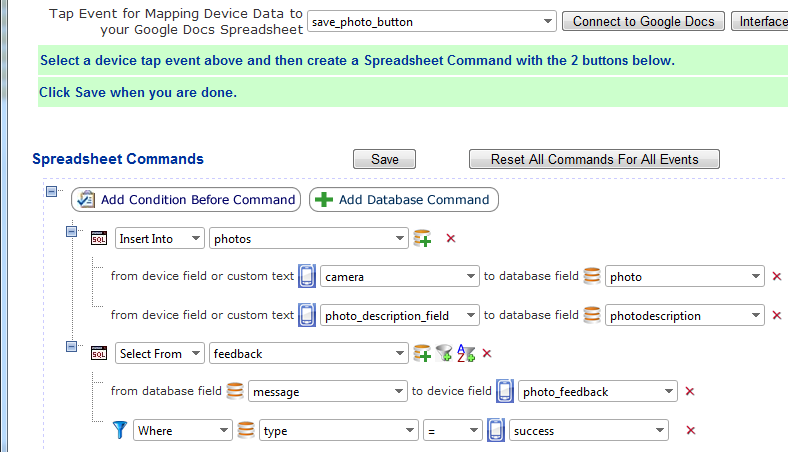 Tap Event for Mapping Device Data to
your Google Docs Spreadsheet save_photo_button Connect to Google Docs Interface
Select a device tap event above and then create a Spreadsheet Command with the 2 buttons below.
Click Save when you are done.
Spreadsheet Commands Save Reset All Commands For All Events
Add Condition Before Command Add Database Command
SQL Insert Into photos
from device field or custom text camera to database field photo
from device field or custom text photo_description_field to database field photodescription
SQL Select From feedback AZ
from database field message to device field photo_feedback
Where type = success